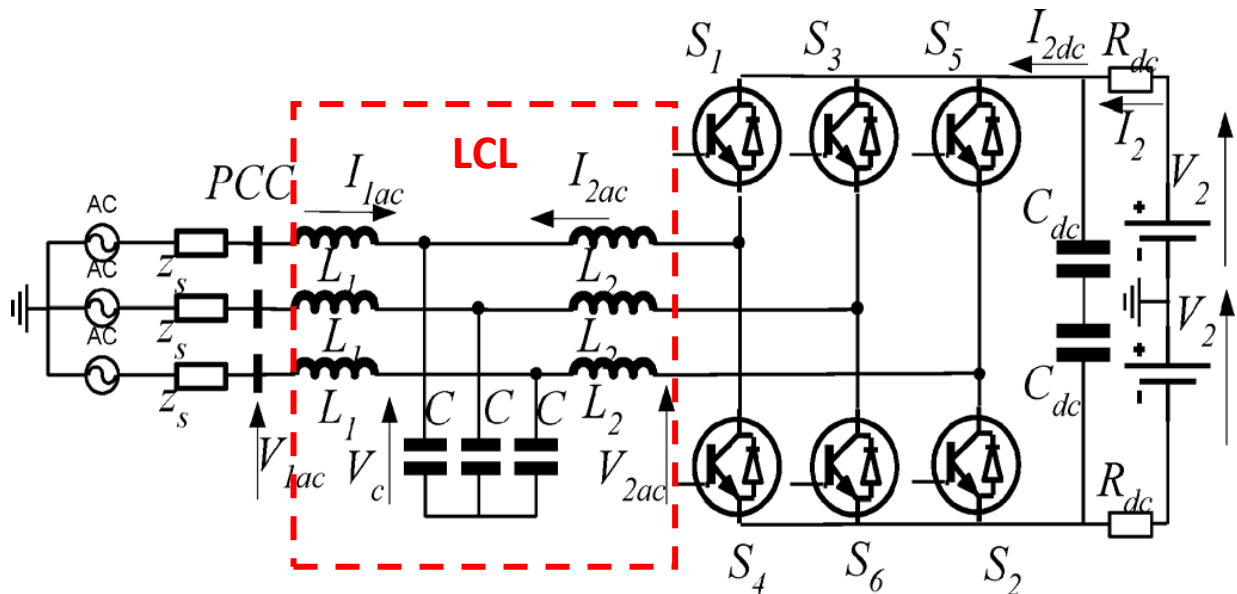 S1 S3 S5 I2dc Rdc
I2
LCL
PCC I1ac I2ac V2
AC
zs L1 L2 Cdc
AC
zs L1 L2 V2
AC
zs L1 L2 Cdc
V1ac Vc C C C V2ac
Rdc
S4 S6 S2